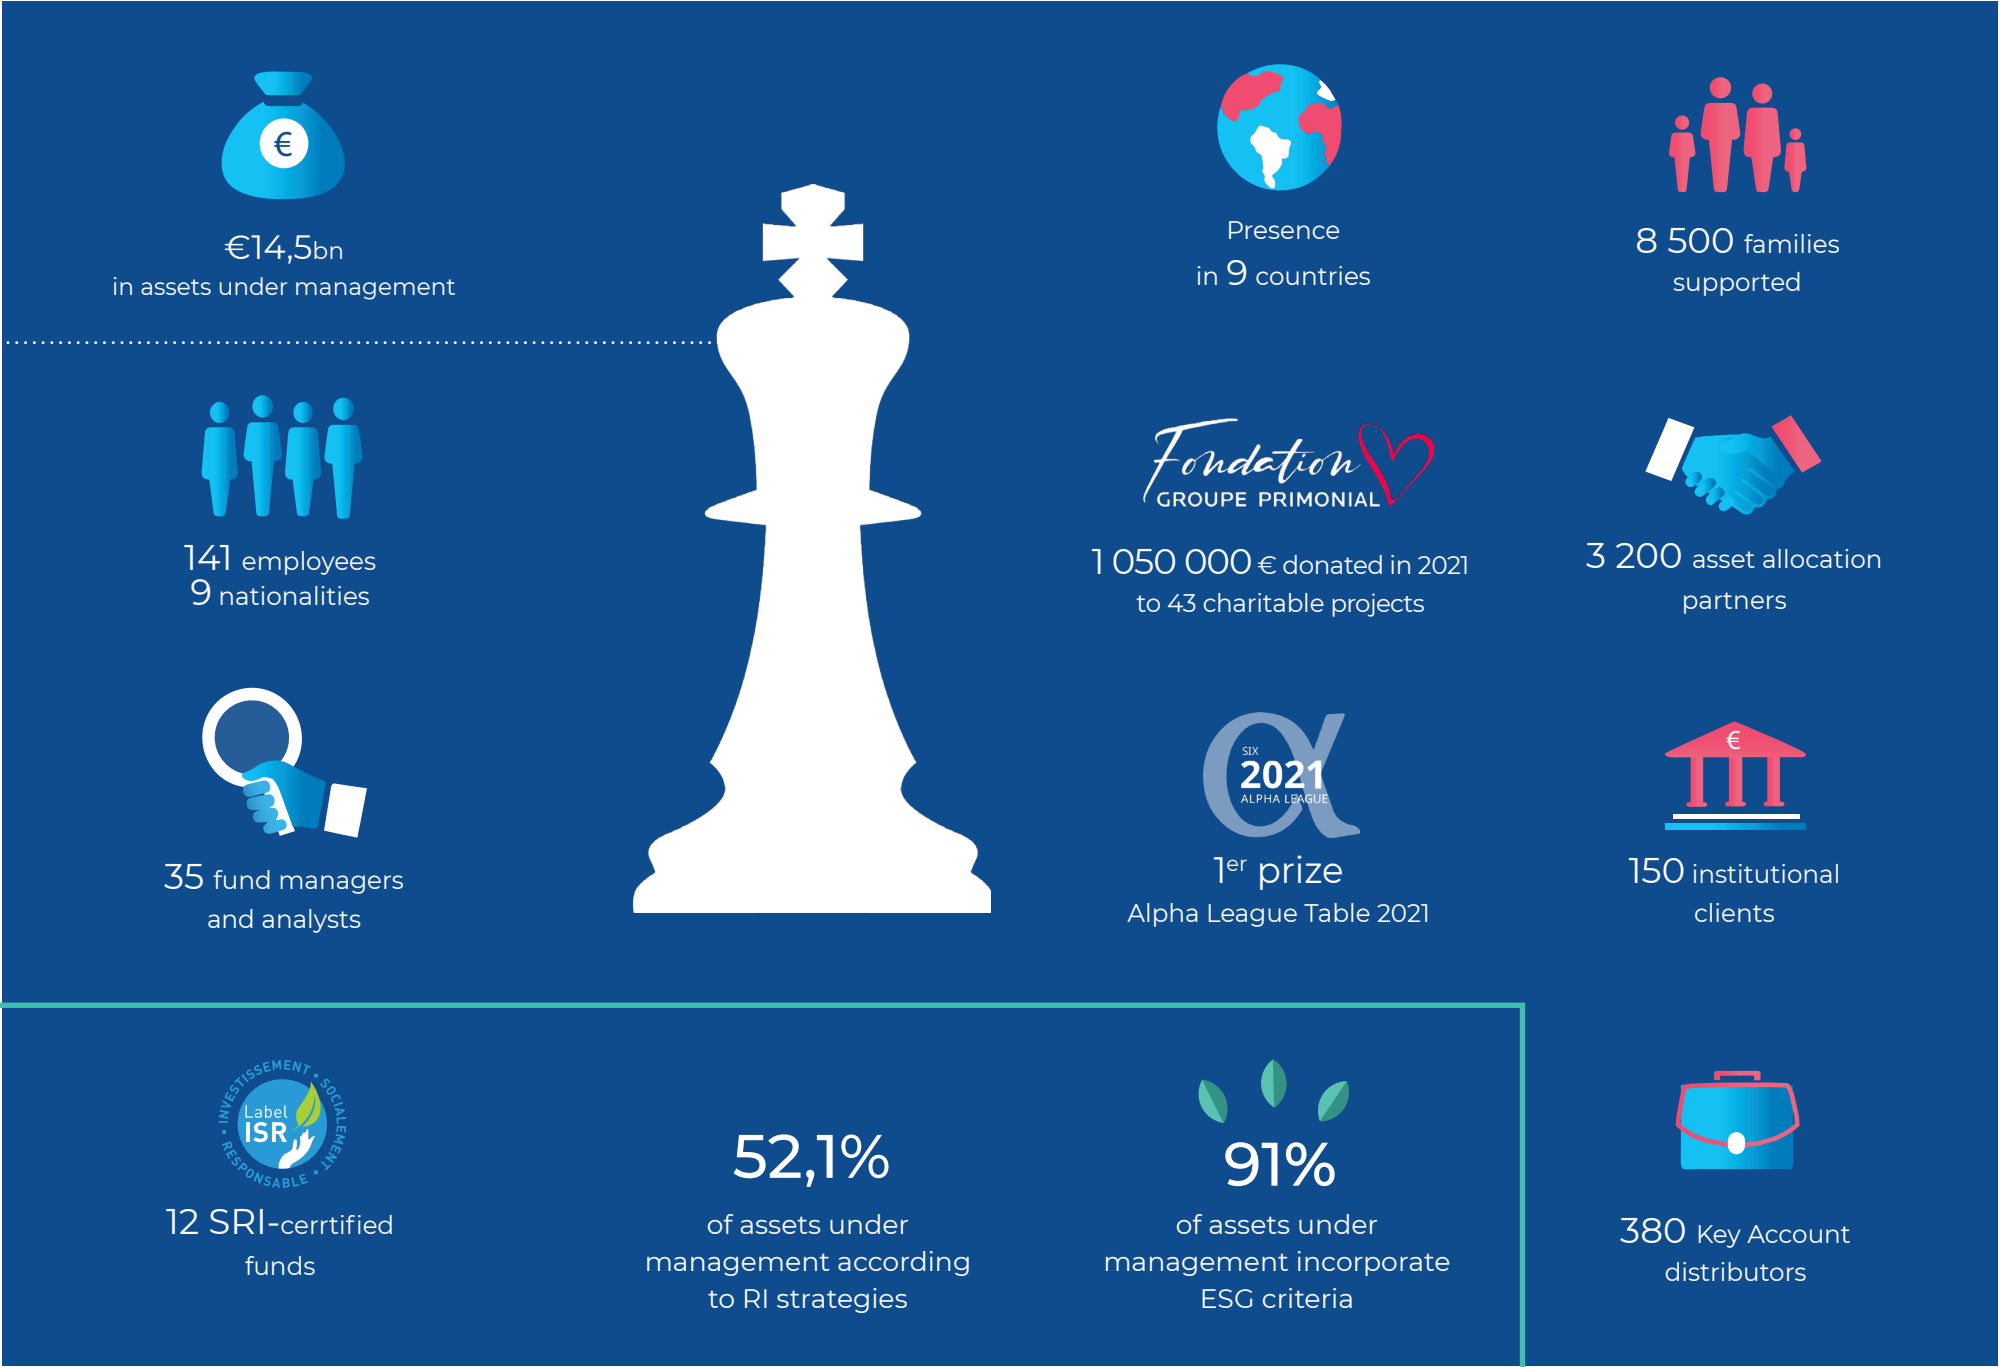 €
€14,5bn
in assets under management
141 employees
9 nationalities
35 fund managers
and analysts
Presence
in 9 countries
8 500 families
supported
Fondation
GROUPE PRIMONIAL
1 050 000 € donated in 2021
to 43 charitable projects
3 200 asset allocation
partners
SIX
2021
ALPHA LEAGUE
1er prize
Alpha League Table 2021
€
150 institutional
clients
INVESTISSEMENT • SOCIALEMENT • RESPONSABLE •
Label
ISR
12 SRI-cerrtified
funds
52,1%
of assets under
management according
to RI strategies
91%
of assets under
management incorporate
ESG criteria
380 Key Account
distributors